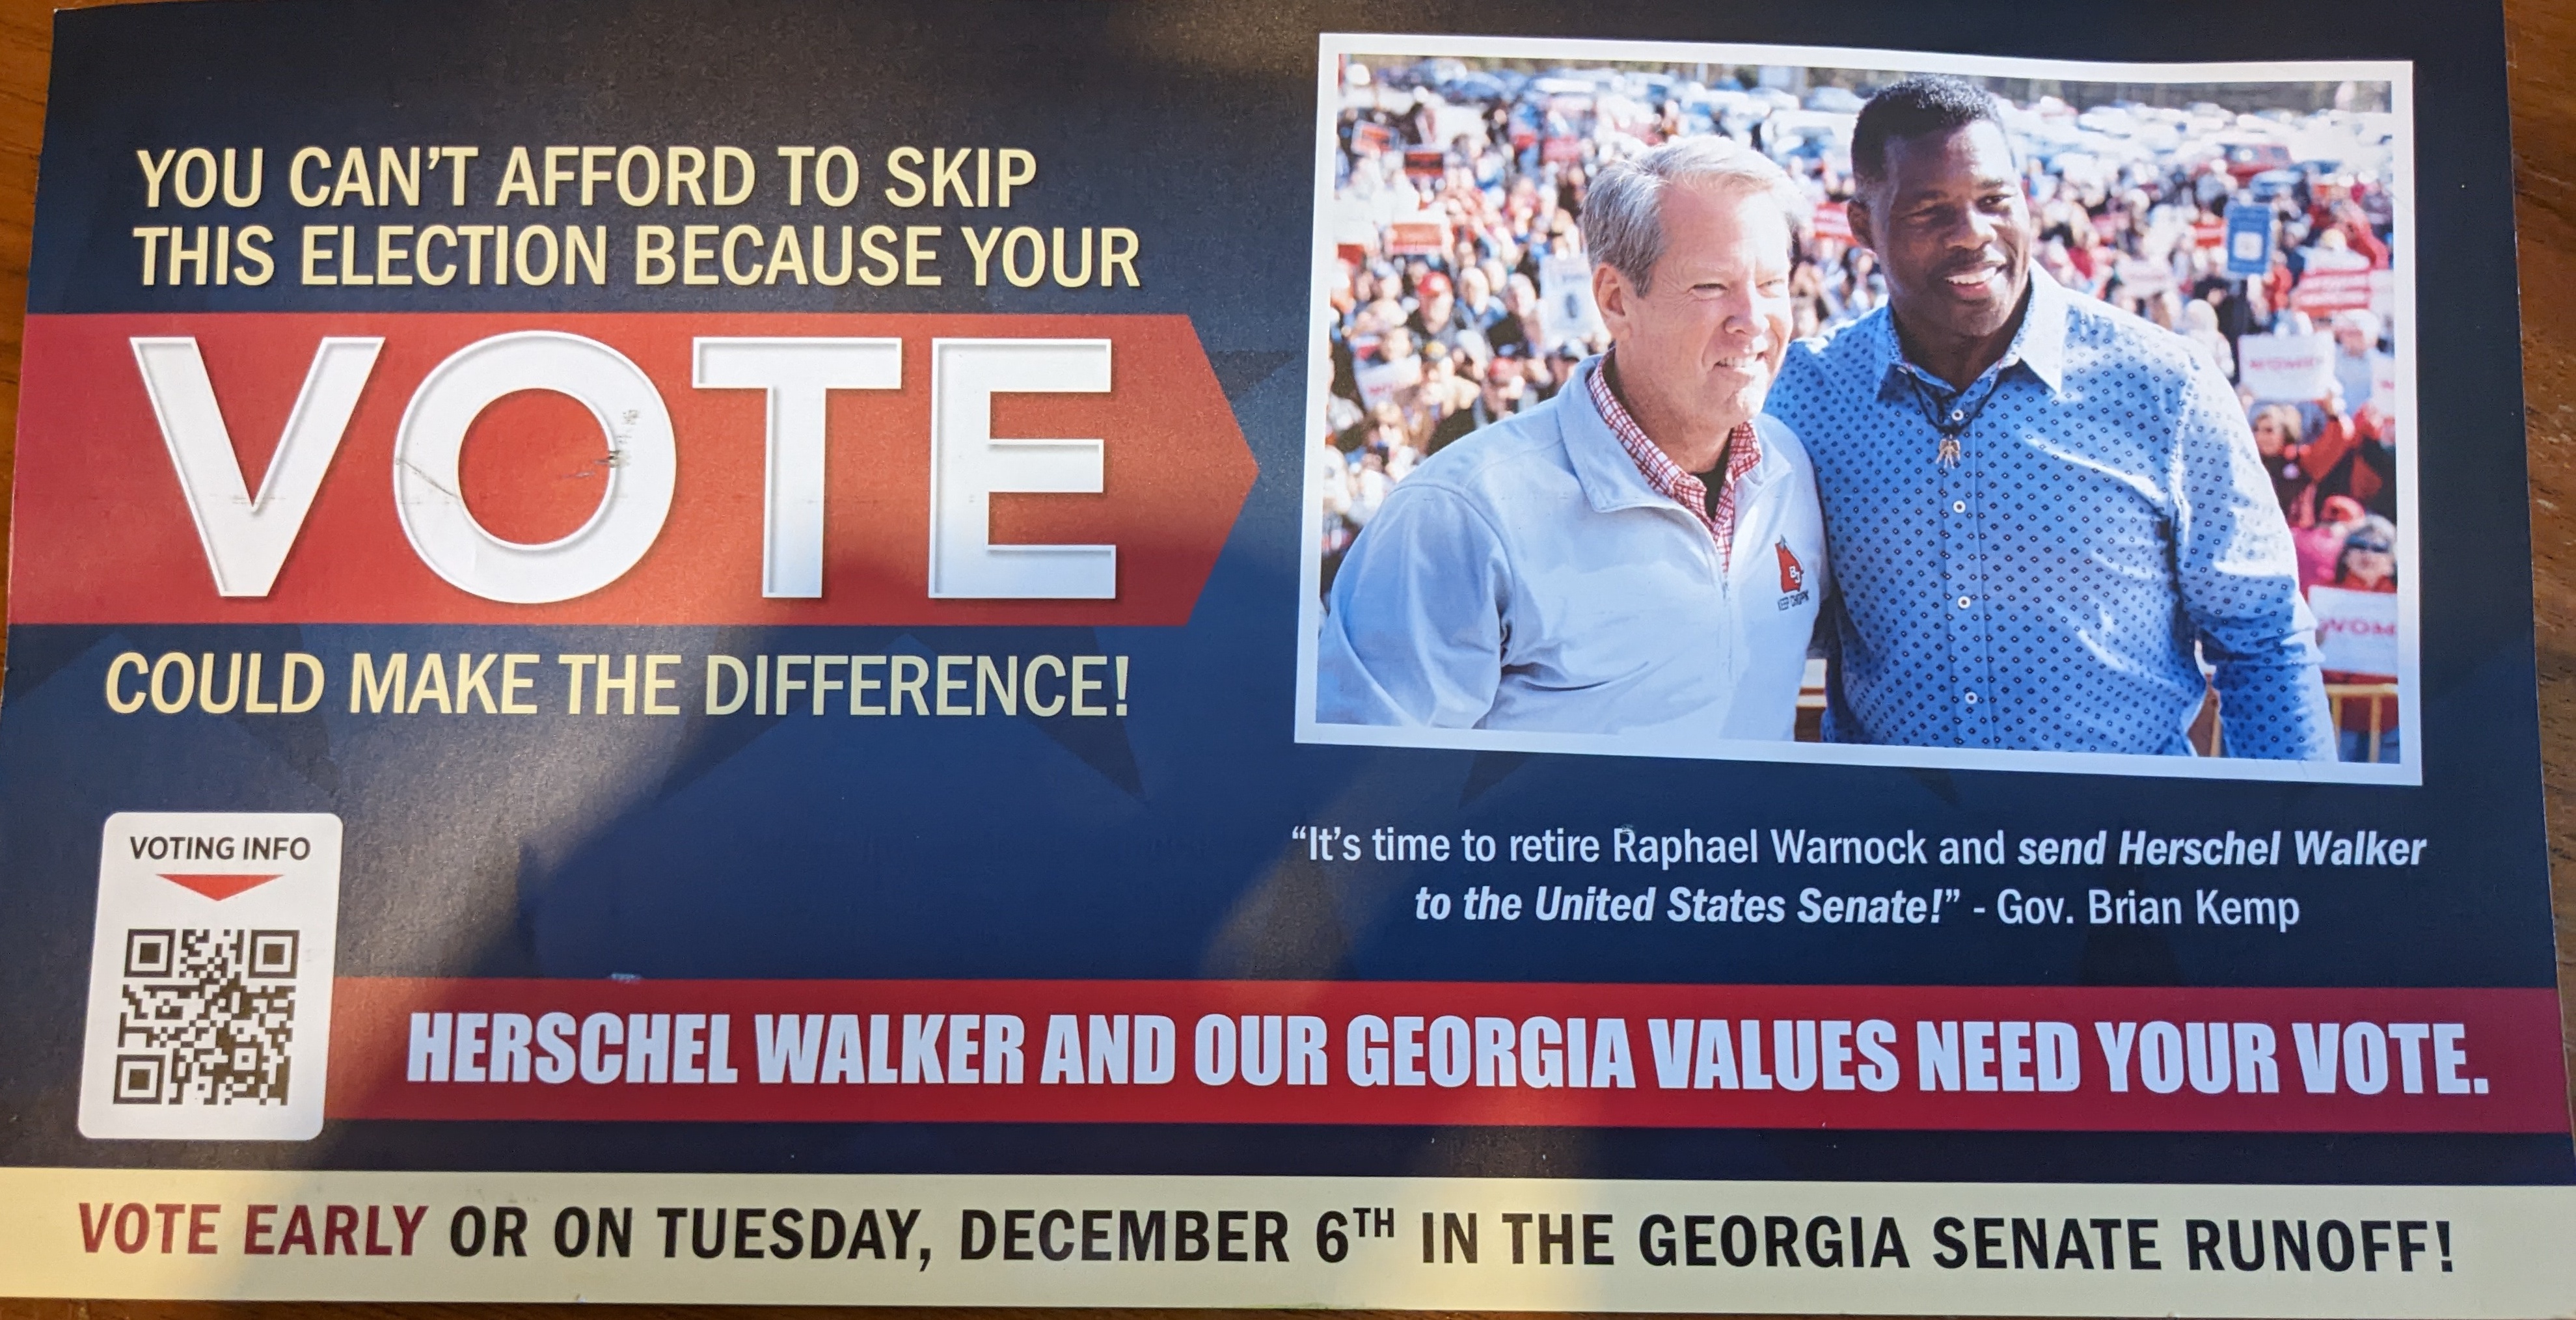 YOU CAN'T AFFORD TO SKIP
THIS ELECTION BECAUSE YOUR
VOTE
COULD MAKE THE DIFFERENCE!
KEEP CHOPPIN'
"It's time to retire Raphael Warnock and send Herschel Walker
to the United States Senate!" - Gov. Brian Kemp
VOTING INFO
HERSCHEL WALKER AND OUR GEORGIA VALUES NEED YOUR VOTE.
VOTE EARLY OR ON TUESDAY, DECEMBER 6TH IN THE GEORGIA SENATE RUNOFF!